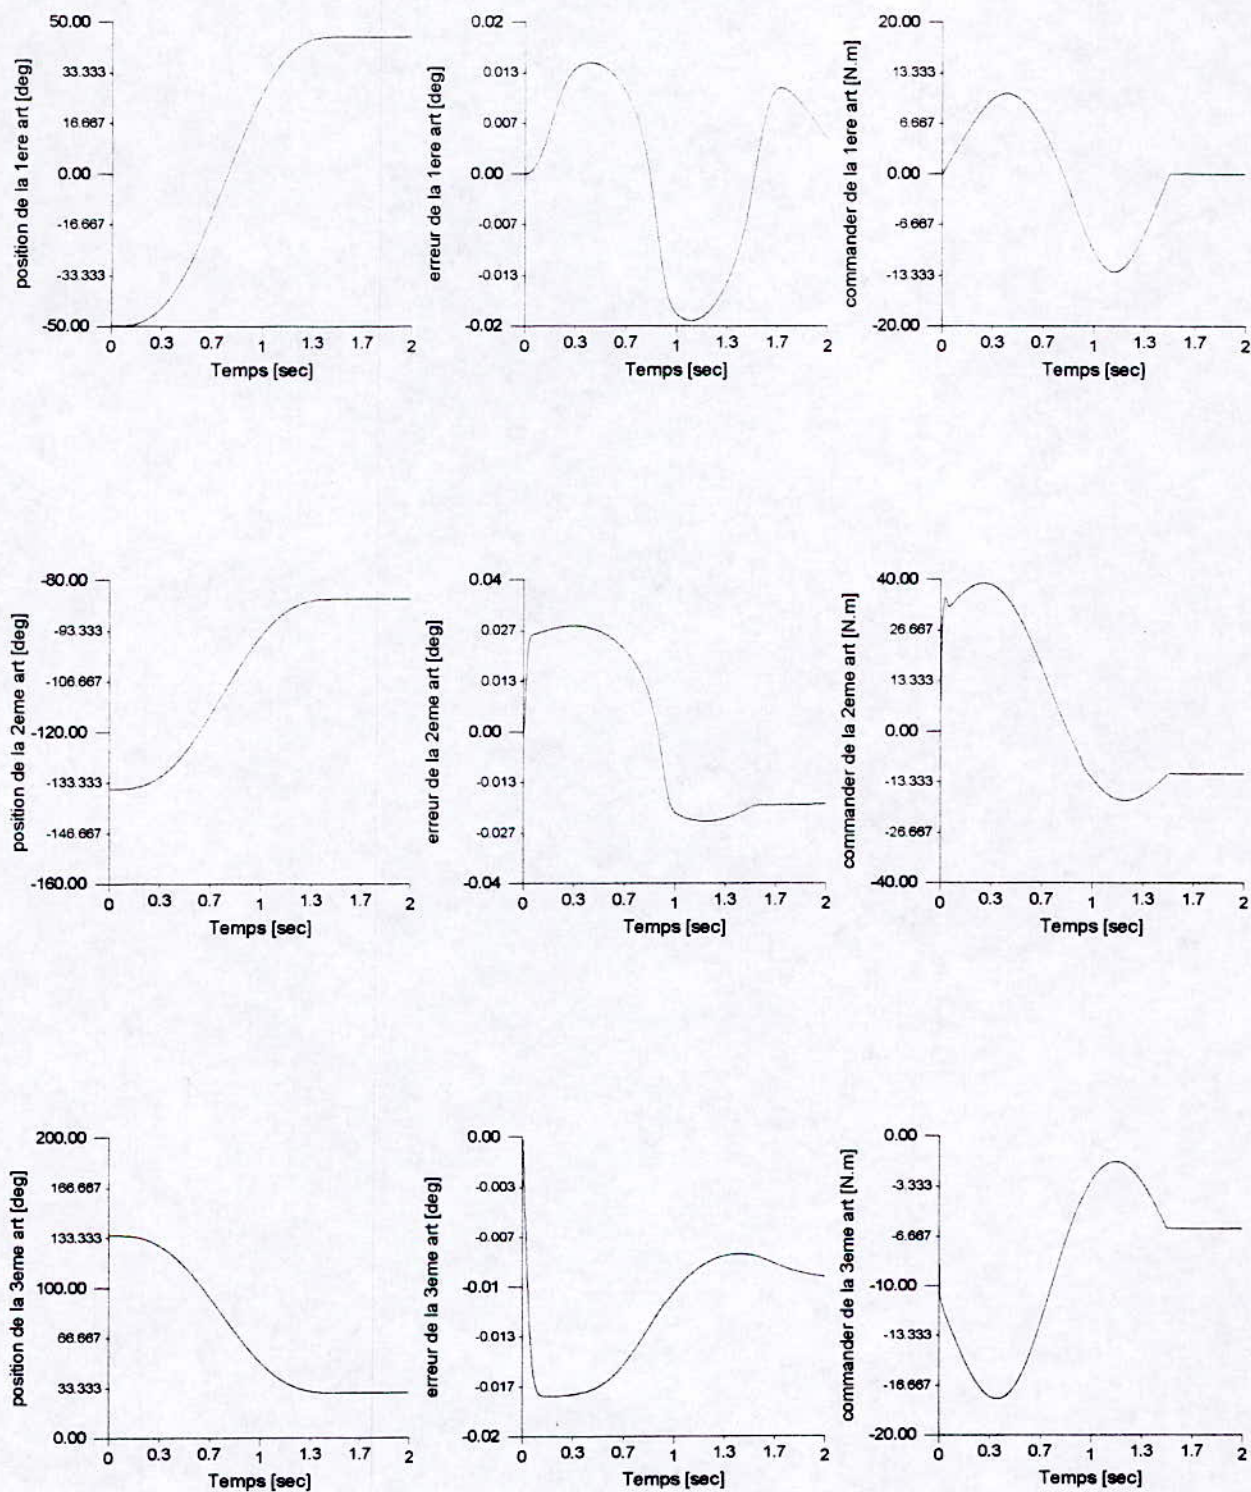 position de la 1ere art [deg]
50.00
33.333
16.667
0.00
-16.667
-33.333
-50.00
0 0.3 0.7 1 1.3 1.7 2
Temps [sec]
erreur de la 1ere art [deg]
0.02
0.013
0.007
0.00
-0.007
-0.013
-0.02
0 0.3 0.7 1 1.3 1.7 2
Temps [sec]
commander de la 1ere art [N.m]
20.00
13.333
6.667
0.00
-6.667
-13.333
-20.00
0 0.3 0.7 1 1.3 1.7 2
Temps [sec]
position de la 2eme art [deg]
-80.00
-93.333
-106.667
-120.00
-133.333
-146.667
-160.00
0 0.3 0.7 1 1.3 1.7 2
Temps [sec]
erreur de la 2eme art [deg]
0.04
0.027
0.013
0.00
-0.013
-0.027
-0.04
0 0.3 0.7 1 1.3 1.7 2
Temps [sec]
commander de la 2eme art [N.m]
40.00
26.667
13.333
0.00
-13.333
-26.667
-40.00
0 0.3 0.7 1 1.3 1.7 2
Temps [sec]
position de la 3eme art [deg]
200.00
166.667
133.333
100.00
66.667
33.333
0.00
0 0.3 0.7 1 1.3 1.7 2
Temps [sec]
erreur de la 3eme art [deg]
0.00
-0.003
-0.007
-0.01
-0.013
-0.017
-0.02
0 0.3 0.7 1 1.3 1.7 2
Temps [sec]
commander de la 3eme art [N.m]
0.00
-3.333
-6.667
-10.00
-13.333
-16.667
-20.00
0 0.3 0.7 1 1.3 1.7 2
Temps [sec]